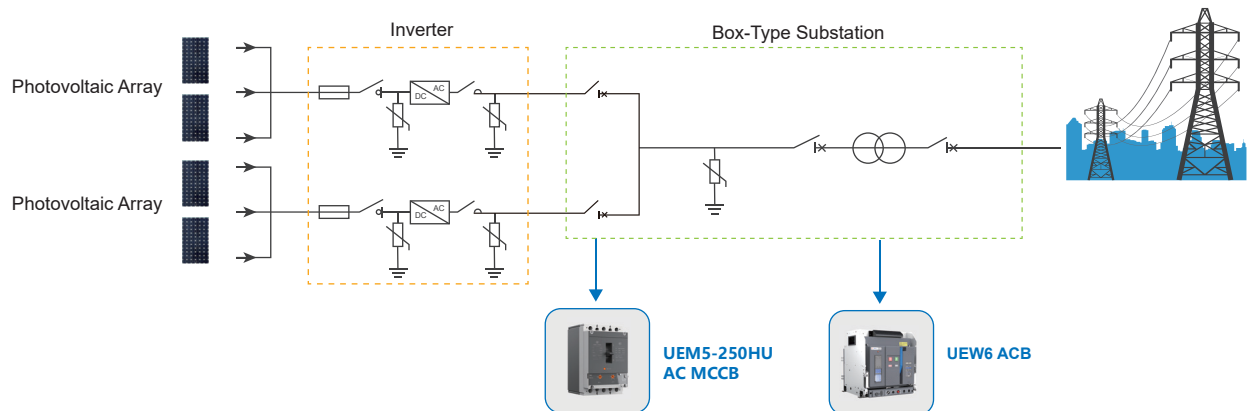 Inverter
Box-Type Substation
Photovoltaic Array
AC
DC
Photovoltaic Array
AC
DC
UEM5-250HU
AC MCCB
UEW6 ACB